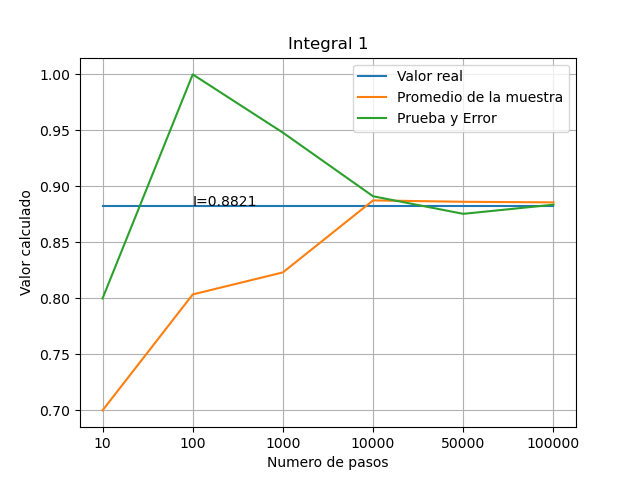 Integral 1
Valor real
Promedio de la muestra
Prueba y Error
1.00
0.95
0.90
0.85
0.80
0.75
0.70
Valor calculado
I=0.8821
10 100 1000 10000 50000 100000
Numero de pasos